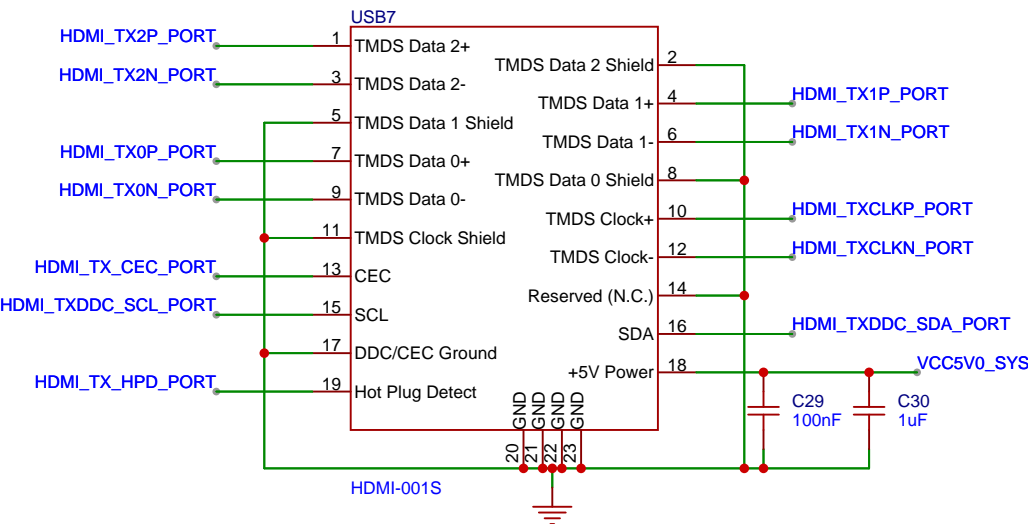 USB7
HDMI_TX2P_PORT 1 TMDS Data 2+
TMDS Data 2 Shield 2
HDMI_TX2N_PORT 3 TMDS Data 2-
TMDS Data 1+ 4 HDMI_TX1P_PORT
5 TMDS Data 1 Shield
TMDS Data 1- 6 HDMI_TX1N_PORT
HDMI_TX0P_PORT 7 TMDS Data 0+
TMDS Data 0 Shield 8
HDMI_TX0N_PORT 9 TMDS Data 0-
TMDS Clock+ 10 HDMI_TXCLKP_PORT
11 TMDS Clock Shield
TMDS Clock- 12 HDMI_TXCLKN_PORT
HDMI_TX_CEC_PORT 13 CEC
Reserved (N.C.) 14
HDMI_TXDDC_SCL_PORT 15 SCL
SDA 16 HDMI_TXDDC_SDA_PORT
17 DDC/CEC Ground
+5V Power 18 VCC5V0_SYS
HDMI_TX_HPD_PORT 19 Hot Plug Detect
C29 C30
100nF 1uF
GND GND GND GND
20 21 22 23
HDMI-001S